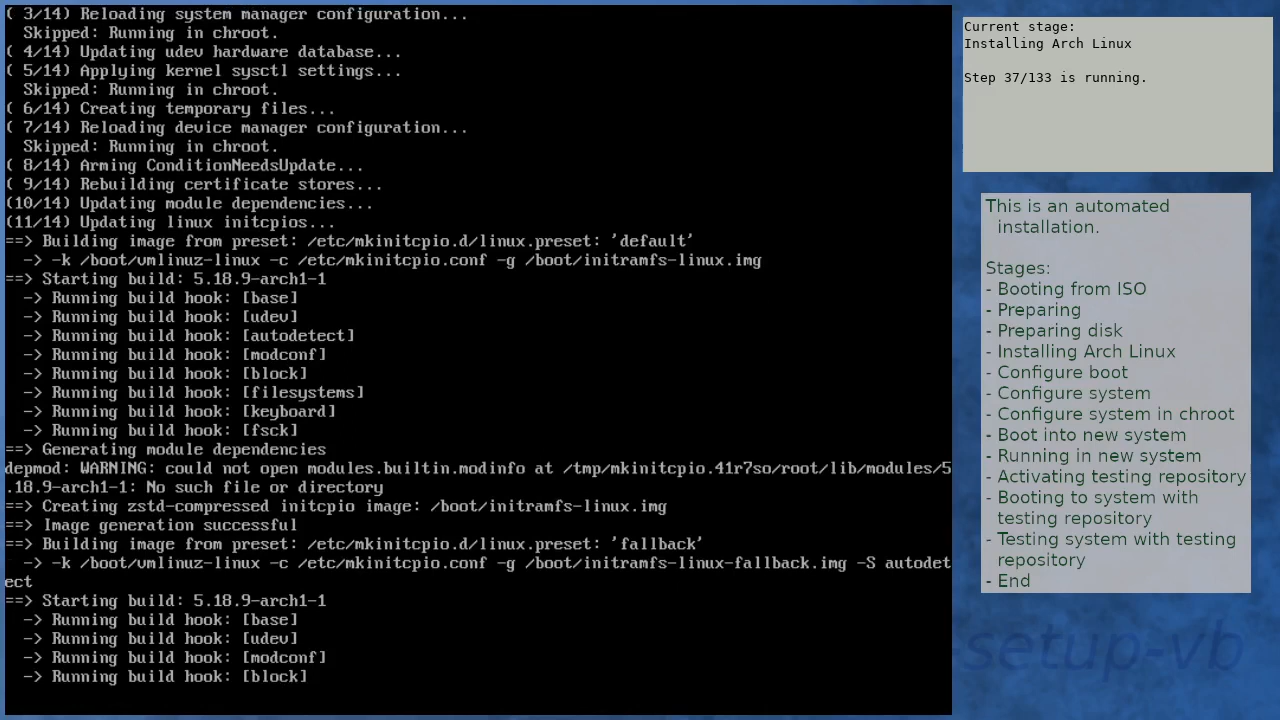 ( 3/14) Reloading system manager configuration...
  Skipped: Running in chroot.
( 4/14) Updating udev hardware database...
( 5/14) Applying kernel sysctl settings...
  Skipped: Running in chroot.
( 6/14) Creating temporary files...
( 7/14) Reloading device manager configuration...
  Skipped: Running in chroot.
( 8/14) Arming ConditionNeedsUpdate...
( 9/14) Rebuilding certificate stores...
(10/14) Updating module dependencies...
(11/14) Updating linux initcpios...
==> Building image from preset: /etc/mkinitcpio.d/linux.preset: 'default'
  -> -k /boot/vmlinuz-linux -c /etc/mkinitcpio.conf -g /boot/initramfs-linux.img
==> Starting build: 5.18.9-arch1-1
  -> Running build hook: [base]
  -> Running build hook: [udev]
  -> Running build hook: [autodetect]
  -> Running build hook: [modconf]
  -> Running build hook: [block]
  -> Running build hook: [filesystems]
  -> Running build hook: [keyboard]
  -> Running build hook: [fsck]
==> Generating module dependencies
depmod: WARNING: could not open modules.builtin.modinfo at /tmp/mkinitcpio.41r7so/root/lib/modules/5
.18.9-arch1-1: No such file or directory
==> Creating zstd-compressed initcpio image: /boot/initramfs-linux.img
==> Image generation successful
==> Building image from preset: /etc/mkinitcpio.d/linux.preset: 'fallback'
  -> -k /boot/vmlinuz-linux -c /etc/mkinitcpio.conf -g /boot/initramfs-linux-fallback.img -S autodet
ect
==> Starting build: 5.18.9-arch1-1
  -> Running build hook: [base]
  -> Running build hook: [udev]
  -> Running build hook: [modconf]
  -> Running build hook: [block]
Current stage:
Installing Arch Linux
Step 37/133 is running.
This is an automated
installation.
Stages:
- Booting from ISO
- Preparing
- Preparing disk
- Installing Arch Linux
- Configure boot
- Configure system
- Configure system in chroot
- Boot into new system
- Running in new system
- Activating testing repository
- Booting to system with
testing repository
- Testing system with testing
repository
- End
-setup-vb